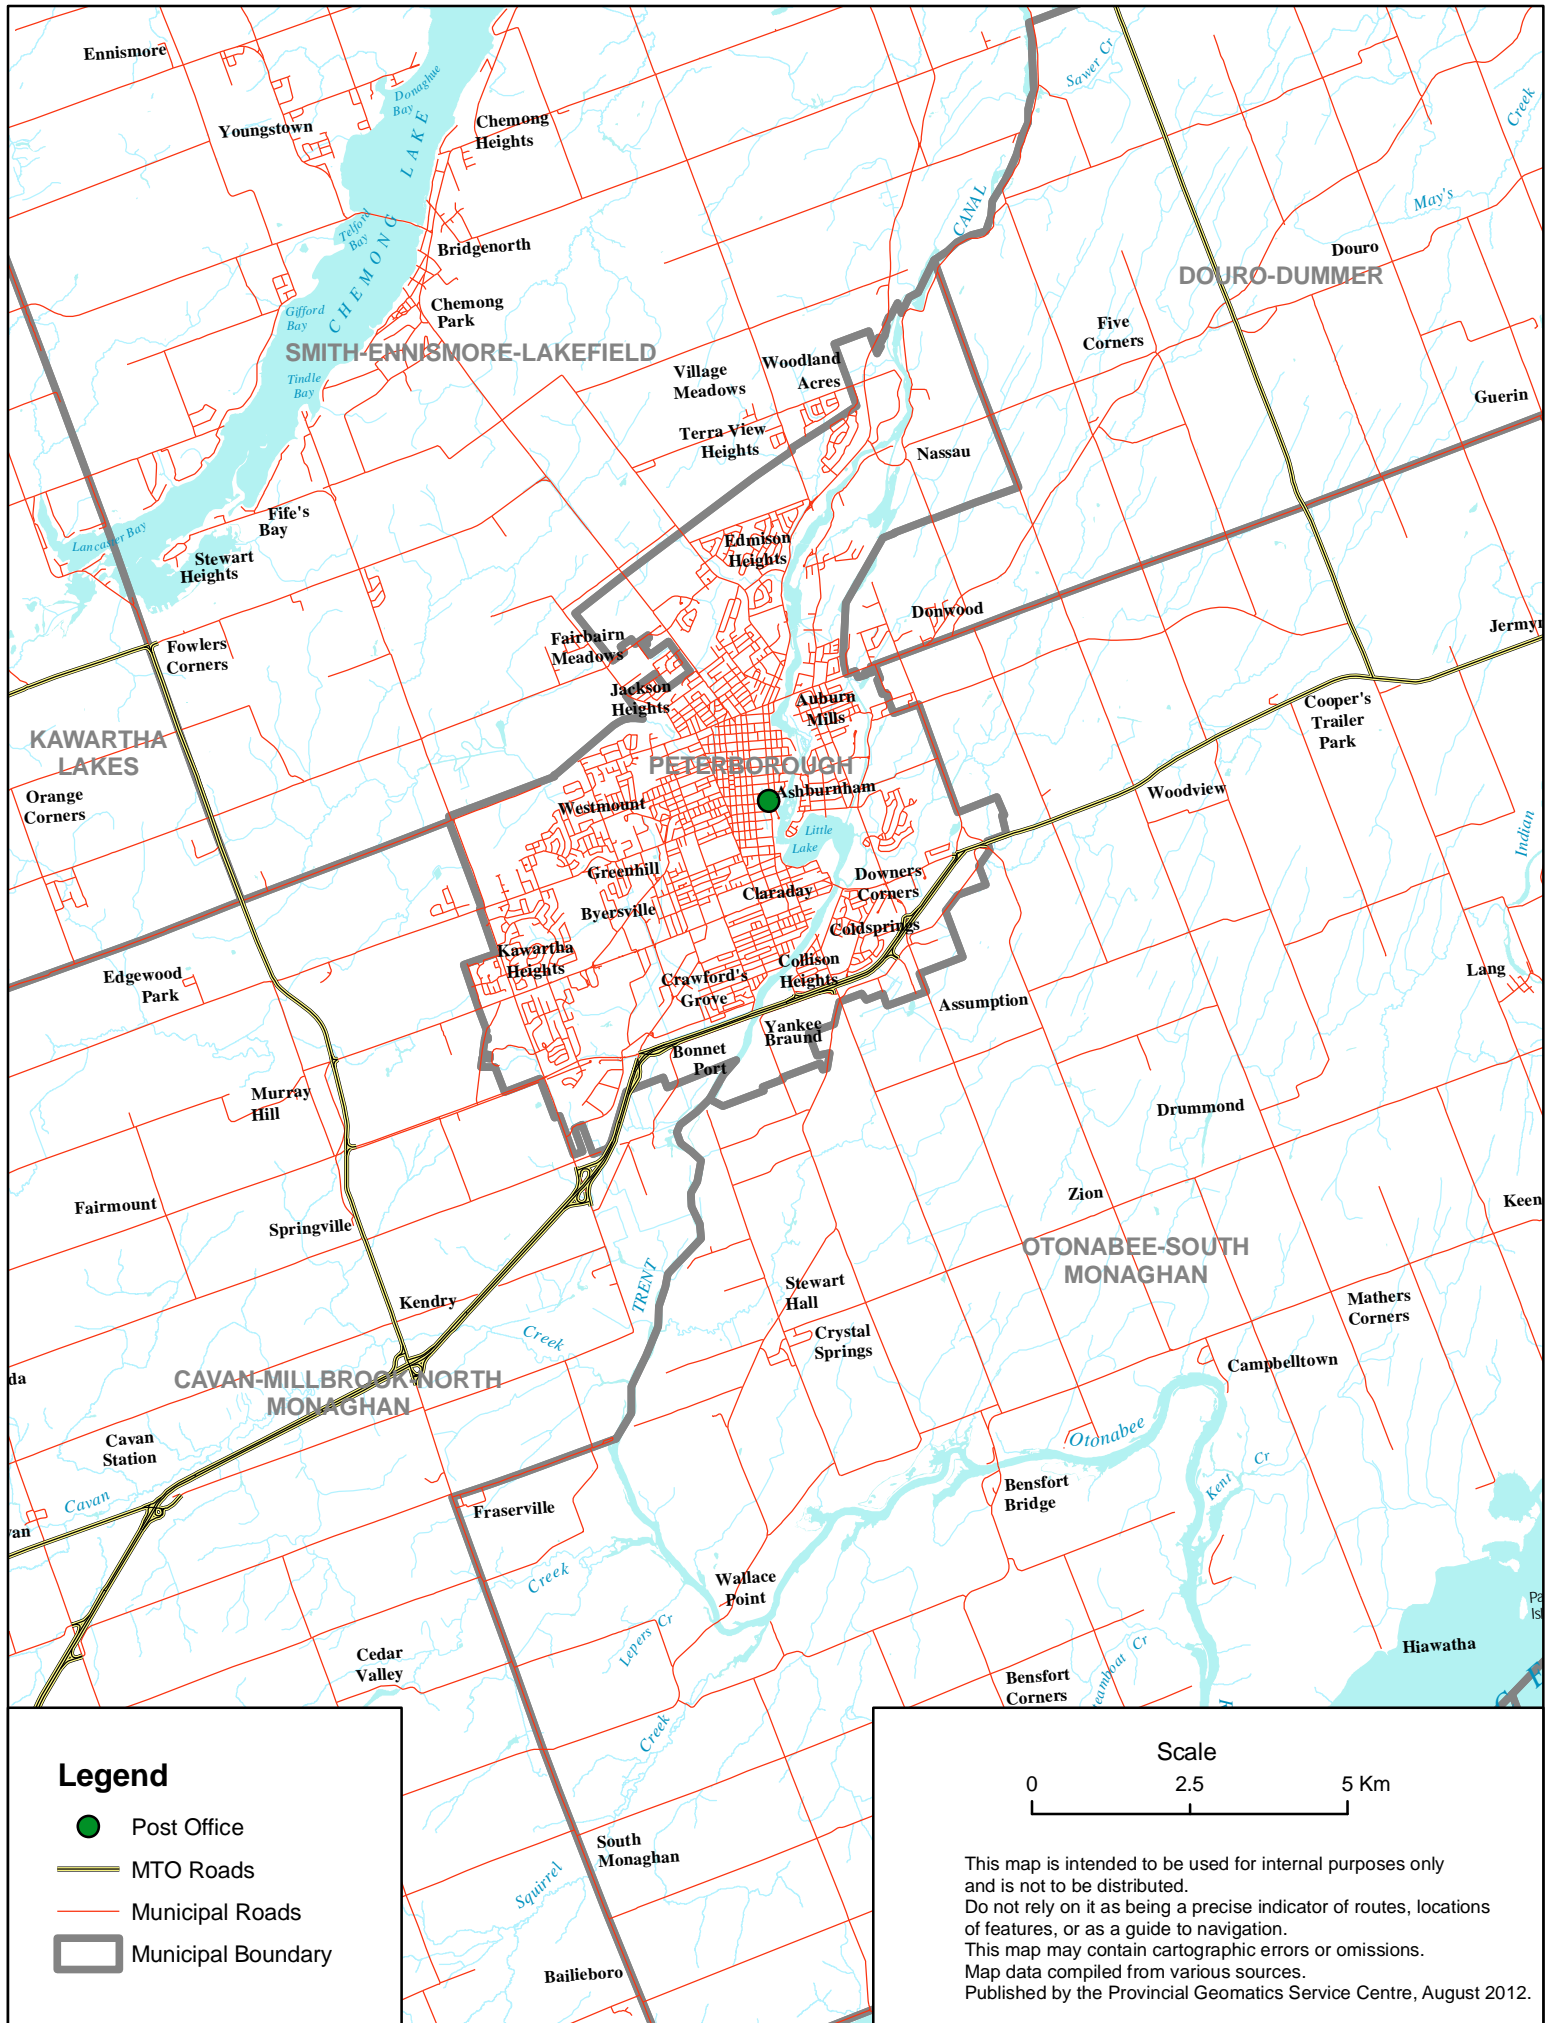 Ennismore
Youngstown
Donaghue
Bay
Chemong
Heights
Sawer Cr
Creek
May's
CANAL
CHEMONG LAKE
Telford
Bay
Bridgenorth
Douro
DOURO-DUMMER
Gifford
Bay
Chemong
Park
Five
Corners
SMITH-ENNISMORE-LAKEFIELD
Tindle
Bay
Village
Meadows
Woodland
Acres
Guerin
Terra View
Heights
Nassau
Fife's
Bay
Lancaster Bay
Stewart
Heights
Edmison
Heights
Donwood
Fowlers
Corners
Fairbairn
Meadows
Jermyn
Jackson
Heights
Auburn
Mills
Cooper's
Trailer
Park
KAWARTHA
LAKES
PETERBOROUGH
Orange
Corners
Westmount
Ashburnham
Woodview
Little
Lake
Indian
Greenhill
Downers
Corners
Claraday
Byersville
Coldsprings
Kawartha
Heights
Collison
Heights
Edgewood
Park
Crawford's
Grove
Lang
Assumption
Yankee
Braund
Bonnet
Port
Murray
Hill
Drummond
Fairmount
Zion
Keen
Springville
OTONABEE-SOUTH
MONAGHAN
TRENT
Stewart
Hall
Kendry
Mathers
Corners
Creek
Crystal
Springs
Campbelltown
da
CAVAN-MILLBROOK-NORTH
MONAGHAN
Cavan
Station
Otonabee
Kent Cr
Bensfort
Bridge
Cavan
Fraserville
van
Creek
Wallace
Point
Pa
Isl
Lepers Cr
Hiawatha
Cedar
Valley
eamboat Cr
Bensfort
Corners
R
Creek
South
Monaghan
Squirrel
Bailieboro
Legend
Post Office
MTO Roads
Municipal Roads
Municipal Boundary
Scale
0 2.5 5 Km
This map is intended to be used for internal purposes only
and is not to be distributed.
Do not rely on it as being a precise indicator of routes, locations
of features, or as a guide to navigation.
This map may contain cartographic errors or omissions.
Map data compiled from various sources.
Published by the Provincial Geomatics Service Centre, August 2012.